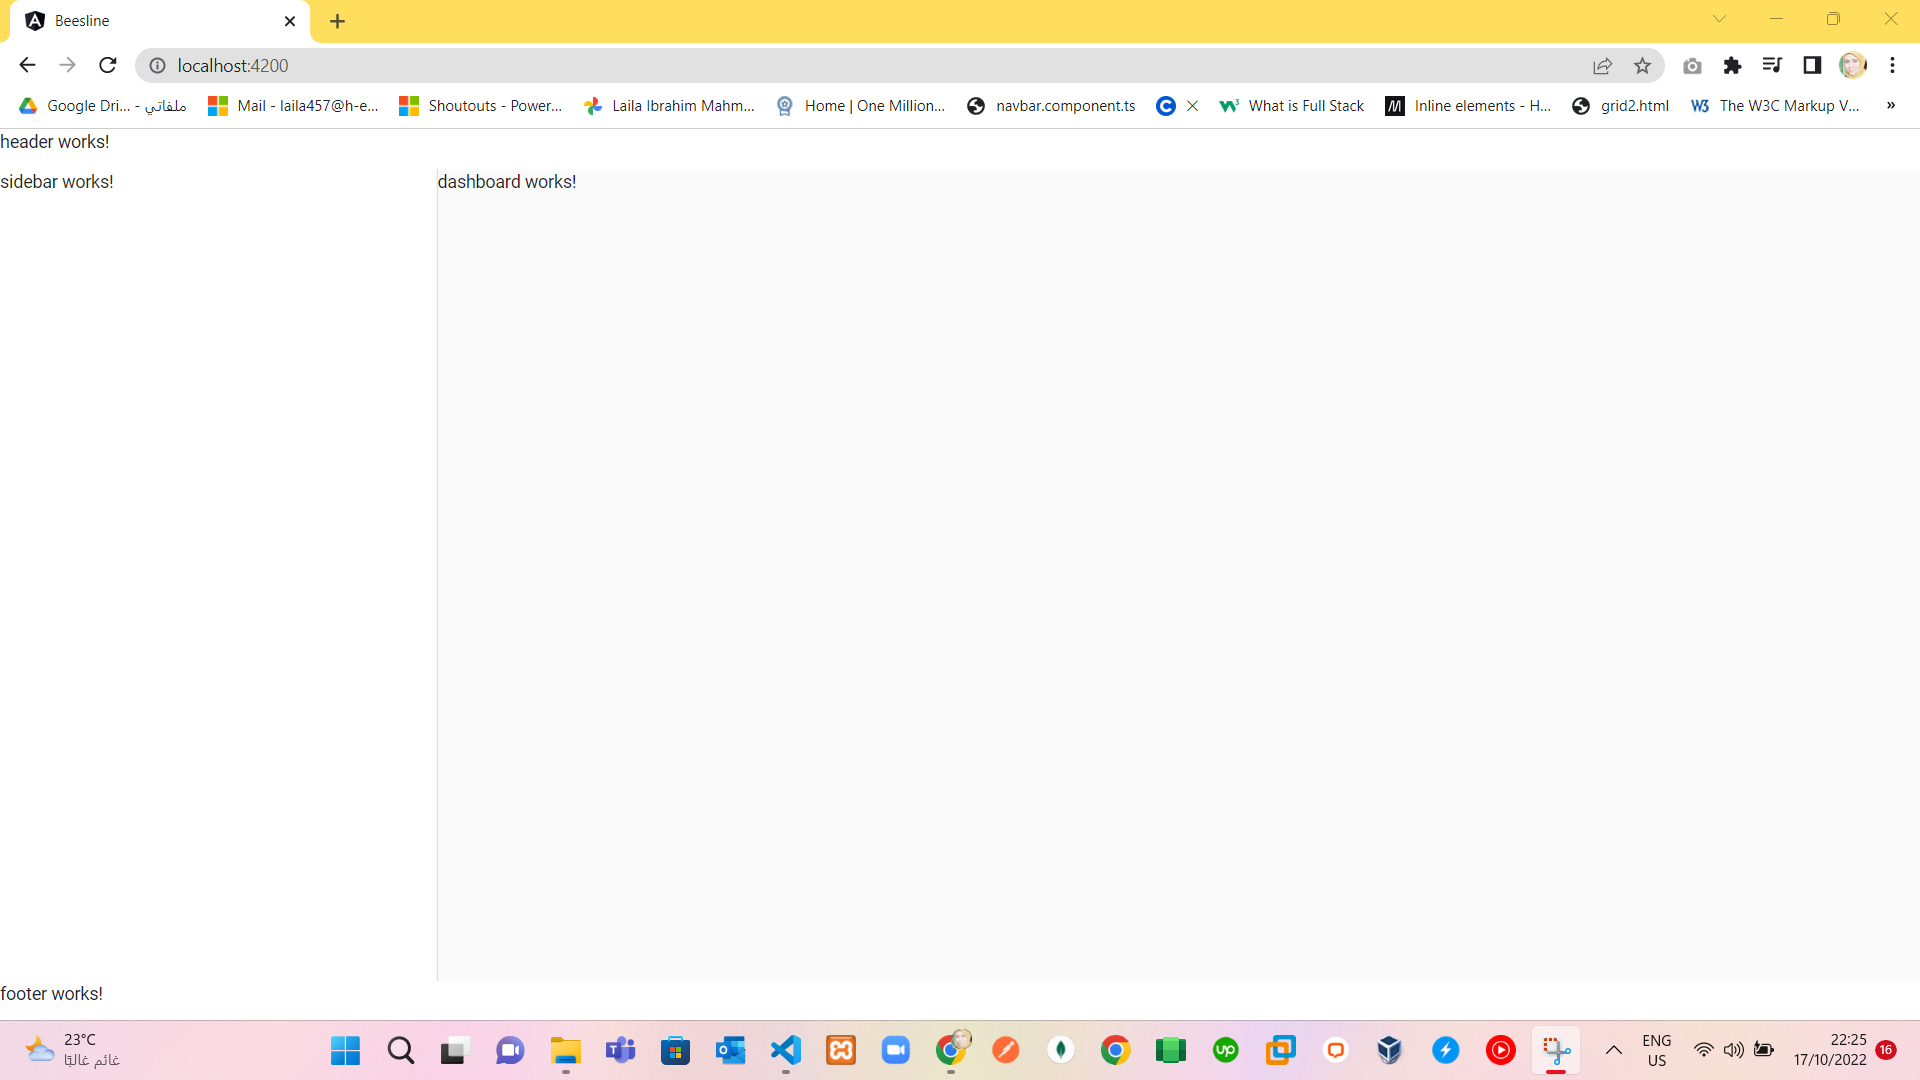 Beesline
localhost:4200
Google Dri... - ملفاتي
Mail - laila457@h-e...
Shoutouts - Power...
Laila Ibrahim Mahm...
Home | One Million...
navbar.component.ts
What is Full Stack
Inline elements - H...
grid2.html
The W3C Markup V...
»
header works!
sidebar works!
dashboard works!
footer works!
23°C
غائم غالبًا
ENG
US
22:25
17/10/2022
16